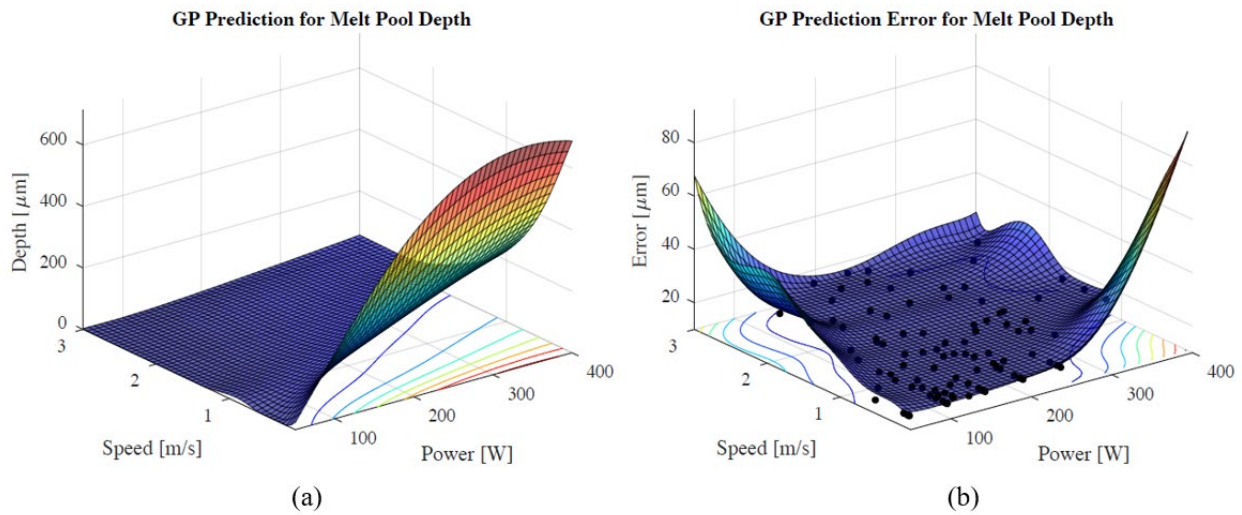 GP Prediction for Melt Pool Depth
600
400
200
0
Depth [μm]
3
2
1
Speed [m/s]
100
200
300
400
Power [W]
(a)
GP Prediction Error for Melt Pool Depth
80
60
40
20
Error [μm]
3
2
1
Speed [m/s]
100
200
300
400
Power [W]
(b)